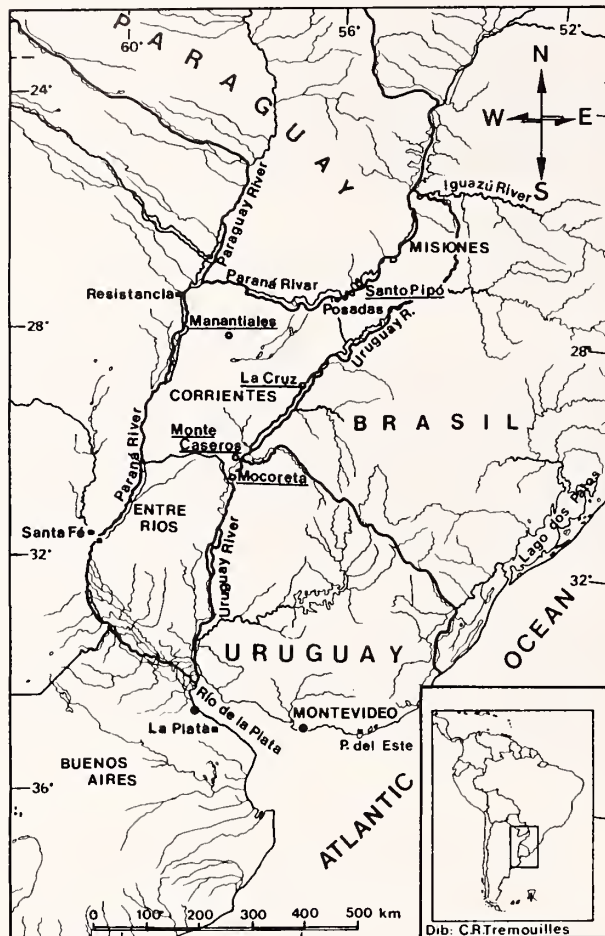 60°
56°
52°
PARAGUAY
24°
N
W E
S
Paraguay River
Iguazú River
MISIONES
Paraná Rivar
Resistancia
Santo Pipó
Posadas
Manantiales
Uruguay R.
28°
28°
La Cruz
CORRIENTES
BRASIL
Paraná River
Monte
Caseros
Mocoreta
ENTRE
RIOS
Lago dos Patos
Santa Fé
32°
32°
Uruguay River
OCEAN
URUGUAY
Río de la Plata
MONTEVIDEO
La Plata
P. del Este
BUENOS
AIRES
36°
ATLANTIC
0 100 200 300 400 500 km
Dib: C.R.Tremouilles